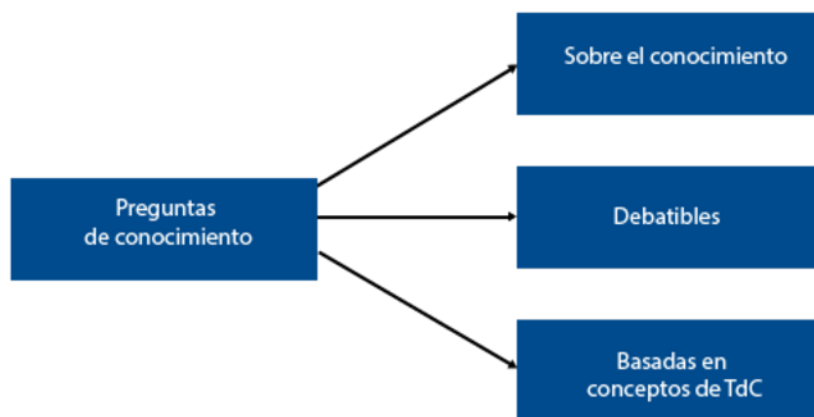 Preguntas
de conocimiento
Sobre el conocimiento
Debatibles
Basadas en
conceptos de TdC